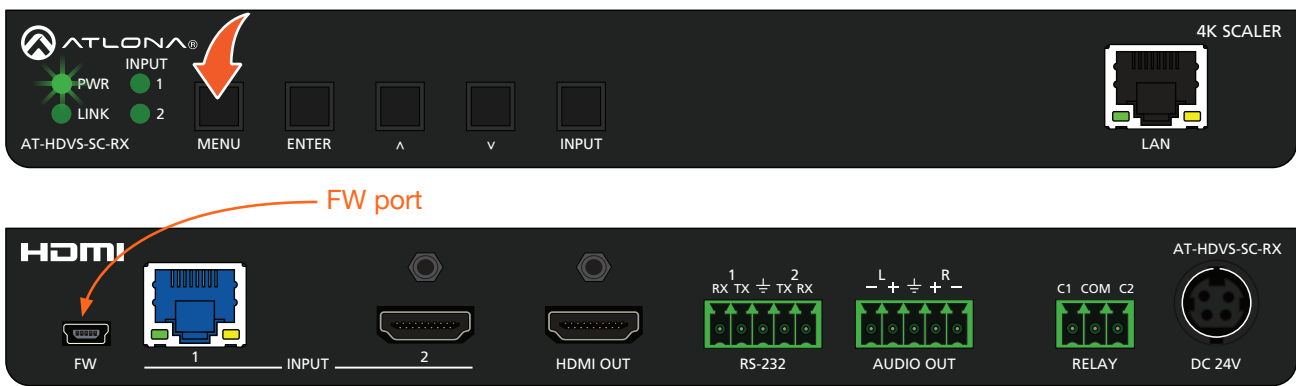 ATLONA®
4K SCALER
INPUT
PWR 1
LINK 2
AT-HDVS-SC-RX
MENU ENTER ∧ ∨ INPUT
LAN
FW port
HDMI
AT-HDVS-SC-RX
1 2
RX TX ⏚ TX RX
L R
− + ⏚ + −
C1 COM C2
FW
1 INPUT 2
HDMI OUT
RS-232
AUDIO OUT
RELAY
DC 24V